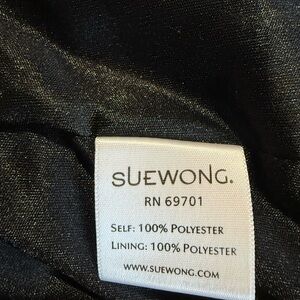 SUEWONG.
RN 69701
SELF: 100% POLYESTER
LINING: 100% POLYESTER
WWW.SUEWONG.COM